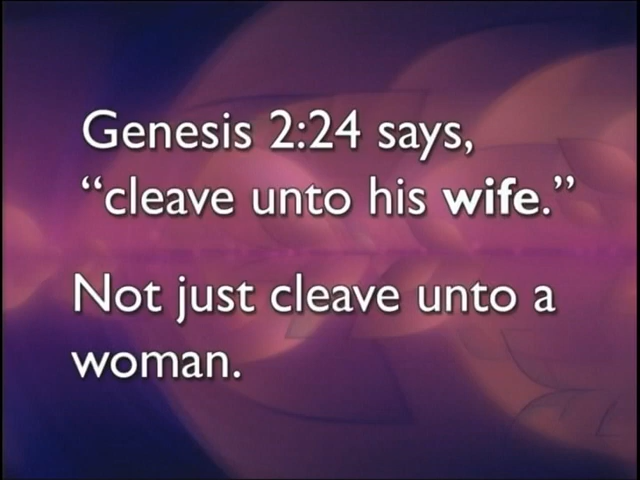 Genesis 2:24 says,
“cleave unto his wife.”
Not just cleave unto a
woman.